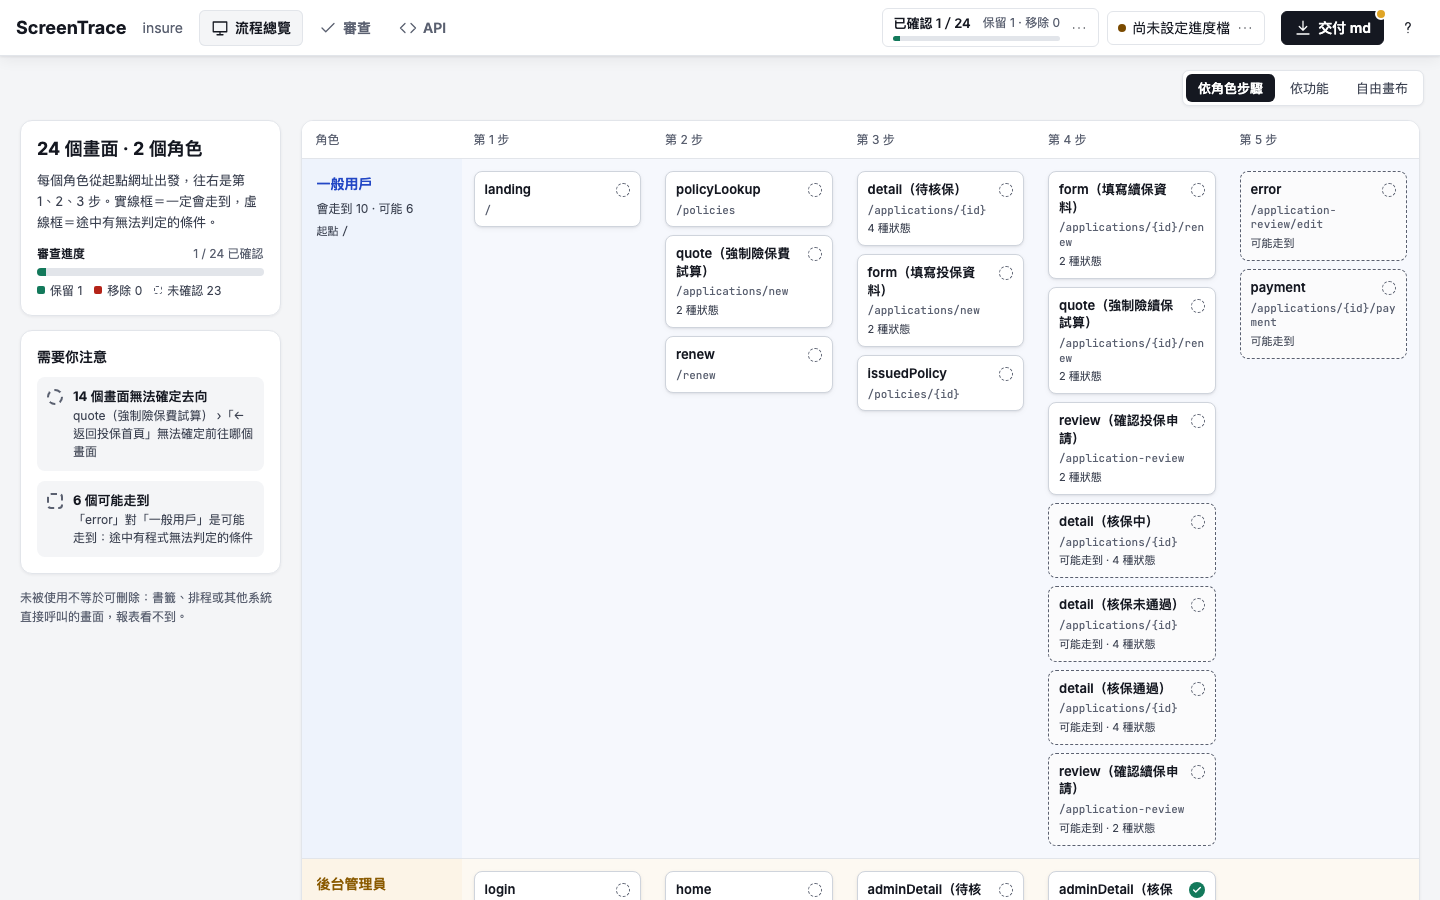 ScreenTrace insure 流程總覽 審查 API 已確認 1 / 24 保留 1 · 移除 0 ··· 尚未設定進度檔 ··· 交付 md ?
依角色步驟 依功能 自由畫布
24 個畫面 · 2 個角色
每個角色從起點網址出發，往右是第
1、2、3 步。實線框＝一定會走到，虛
線框＝途中有無法判定的條件。
審查進度 1 / 24 已確認
保留 1 移除 0 未確認 23
需要你注意
14 個畫面無法確定去向
quote（強制險保費試算） ›「←
返回投保首頁」無法確定前往哪個
畫面
6 個可能走到
「error」對「一般用戶」是可能
走到：途中有程式無法判定的條件
未被使用不等於可刪除：書籤、排程或其他系統
直接呼叫的畫面，報表看不到。
角色 第 1 步 第 2 步 第 3 步 第 4 步 第 5 步
一般用戶
會走到 10 · 可能 6
起點 /
landing
/
policyLookup
/policies
quote（強制險保費
試算）
/applications/new
2 種狀態
renew
/renew
detail（待核保）
/applications/{id}
4 種狀態
form（填寫投保資
料）
/applications/new
2 種狀態
issuedPolicy
/policies/{id}
form（填寫續保資
料）
/applications/{id}/ren
ew
2 種狀態
quote（強制險續保
試算）
/applications/{id}/ren
ew
2 種狀態
review（確認投保申
請）
/application-review
2 種狀態
detail（核保中）
/applications/{id}
可能走到 · 4 種狀態
detail（核保未通過）
/applications/{id}
可能走到 · 4 種狀態
detail（核保通過）
/applications/{id}
可能走到 · 4 種狀態
review（確認續保申
請）
/application-review
可能走到 · 2 種狀態
error
/application-
review/edit
可能走到
payment
/applications/{id}/pay
ment
可能走到
後台管理員
login
home
adminDetail（待核
adminDetail（核保